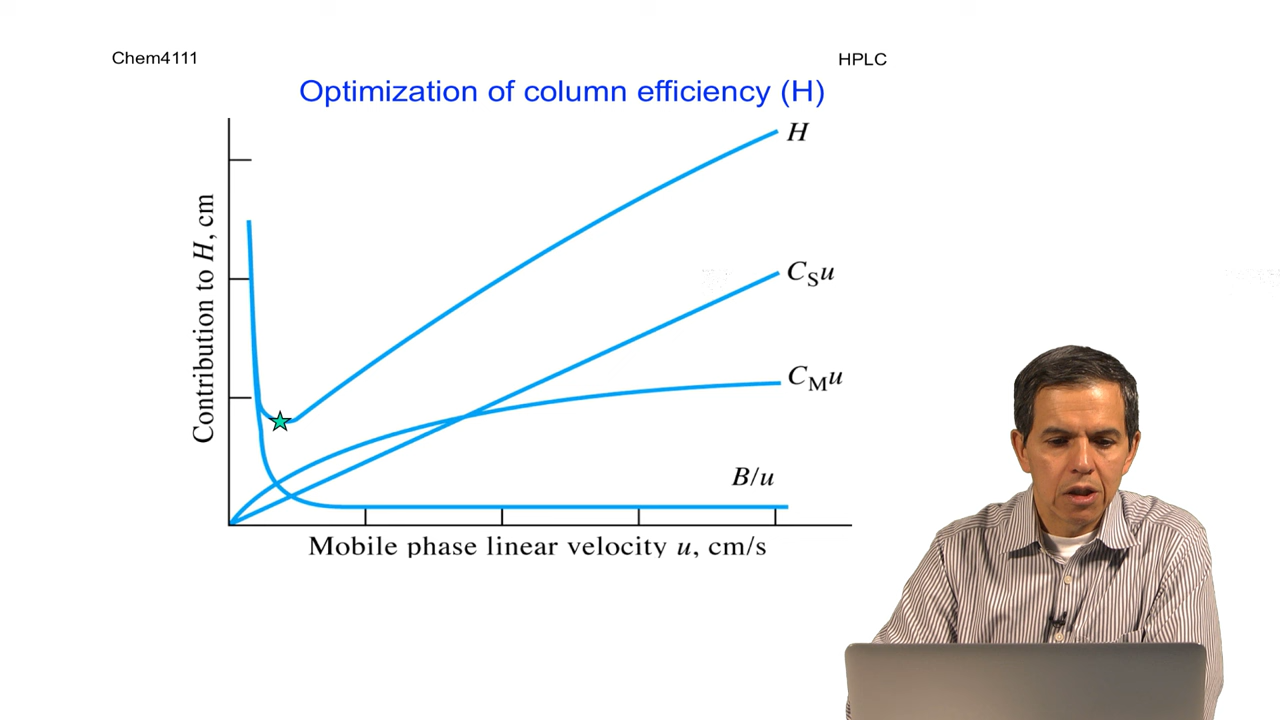 Chem4111
HPLC
Optimization of column efficiency (H)
Contribution to H, cm
H
CSu
CMu
B/u
Mobile phase linear velocity u, cm/s